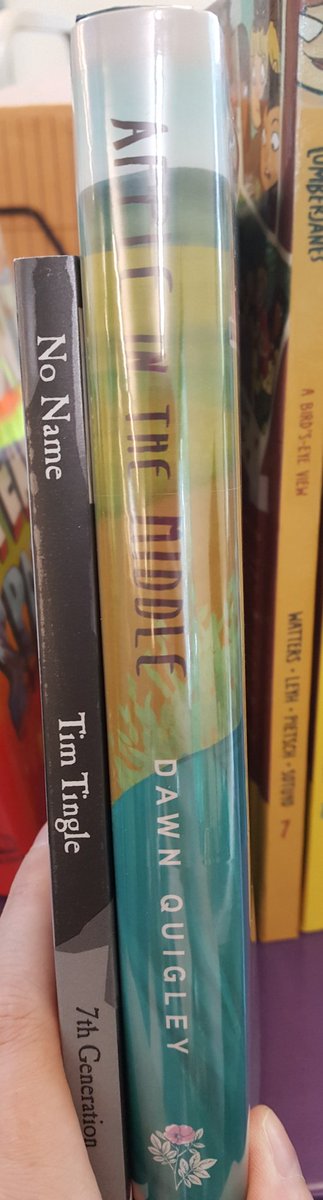 No Name
Tim Tingle
7th Generation
APPLE IN THE MIDDLE
DAWN QUIGLEY
LUMBERJANES
A BIRD'S-EYE VIEW
WATTERS • LEYH • PIETSCH • SOTUYO
7